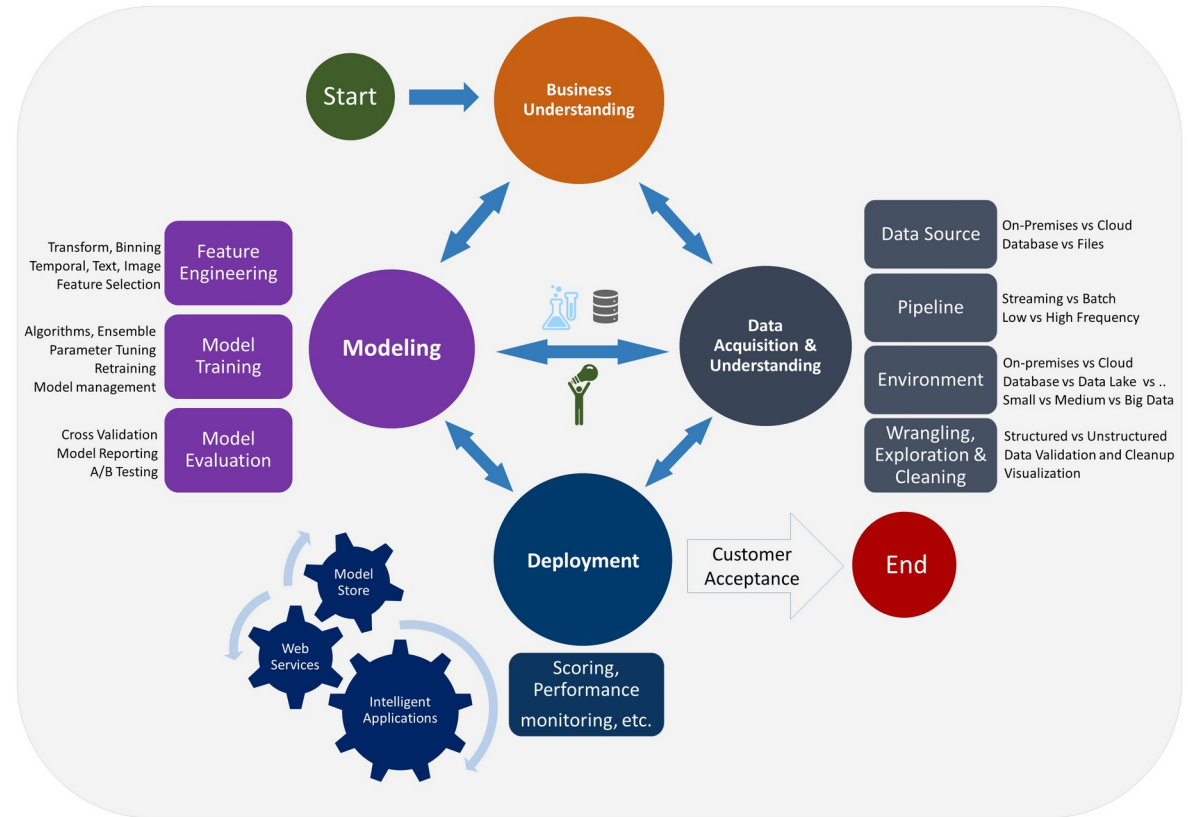 Start
Business
Understanding
Feature
Engineering
Transform, Binning
Temporal, Text, Image
Feature Selection
Model
Training
Algorithms, Ensemble
Parameter Tuning
Retraining
Model management
Model
Evaluation
Cross Validation
Model Reporting
A/B Testing
Modeling
Data
Acquisition &
Understanding
Data Source
On-Premises vs Cloud
Database vs Files
Pipeline
Streaming vs Batch
Low vs High Frequency
Environment
On-premises vs Cloud
Database vs Data Lake vs ..
Small vs Medium vs Big Data
Wrangling,
Exploration &
Cleaning
Structured vs Unstructured
Data Validation and Cleanup
Visualization
Deployment
Customer
Acceptance
End
Model
Store
Web
Services
Intelligent
Applications
Scoring,
Performance
monitoring, etc.